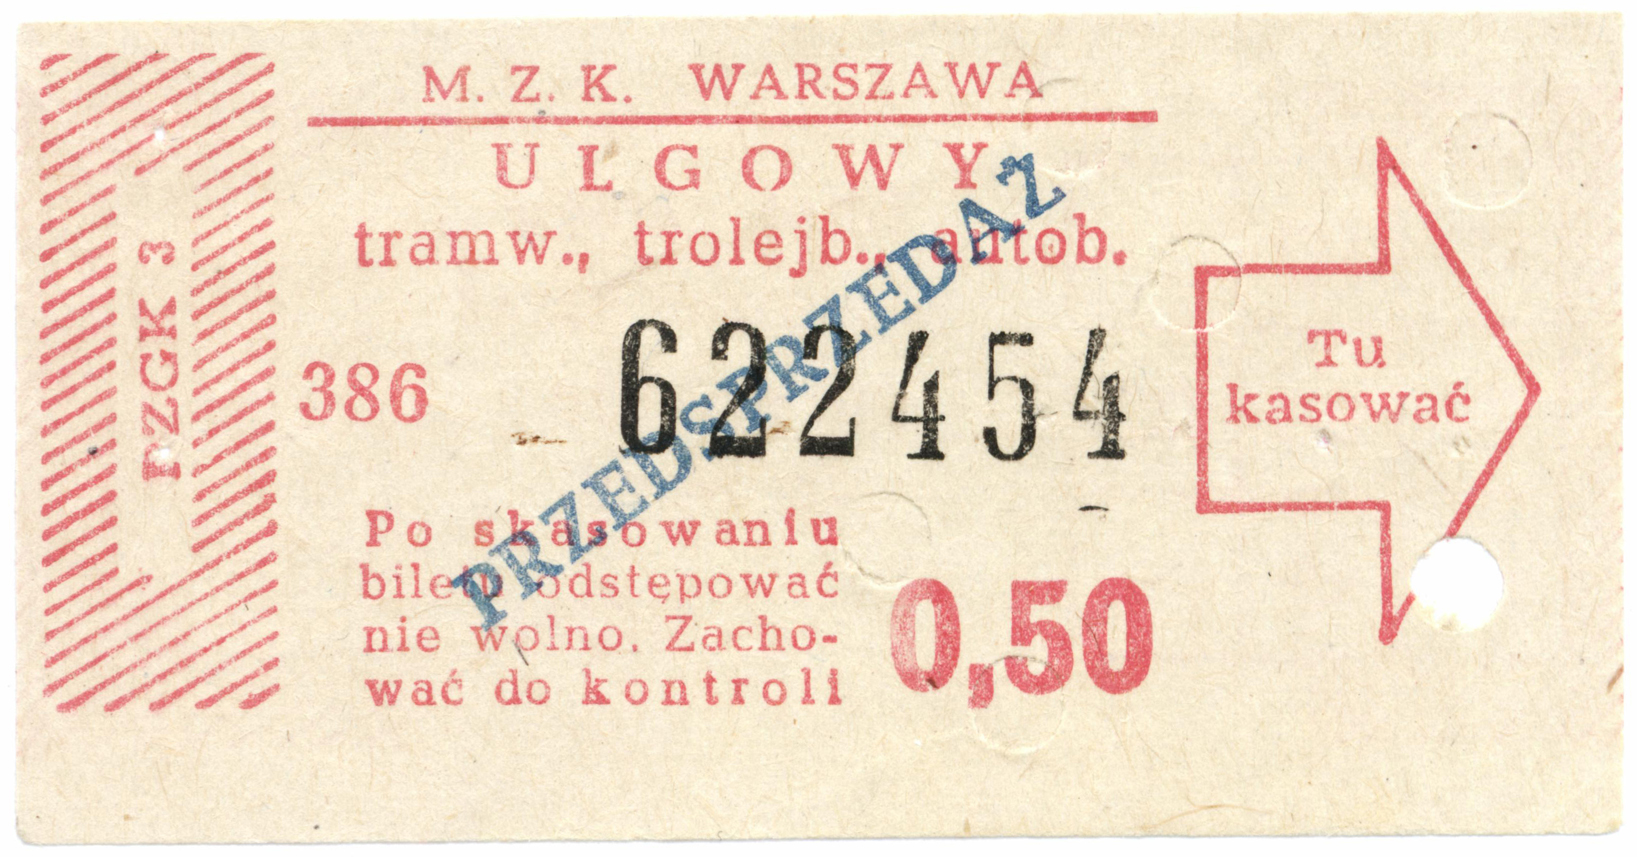 M. Z. K. WARSZAWA
ULGOWY
tramw., trolejb., autob.
PRZEDSPRZEDAŻ
PZGK 3
386
622454
Tu
kasować
Po skasowaniu
biletu odstępować
nie wolno. Zacho-
wać do kontroli
0,50